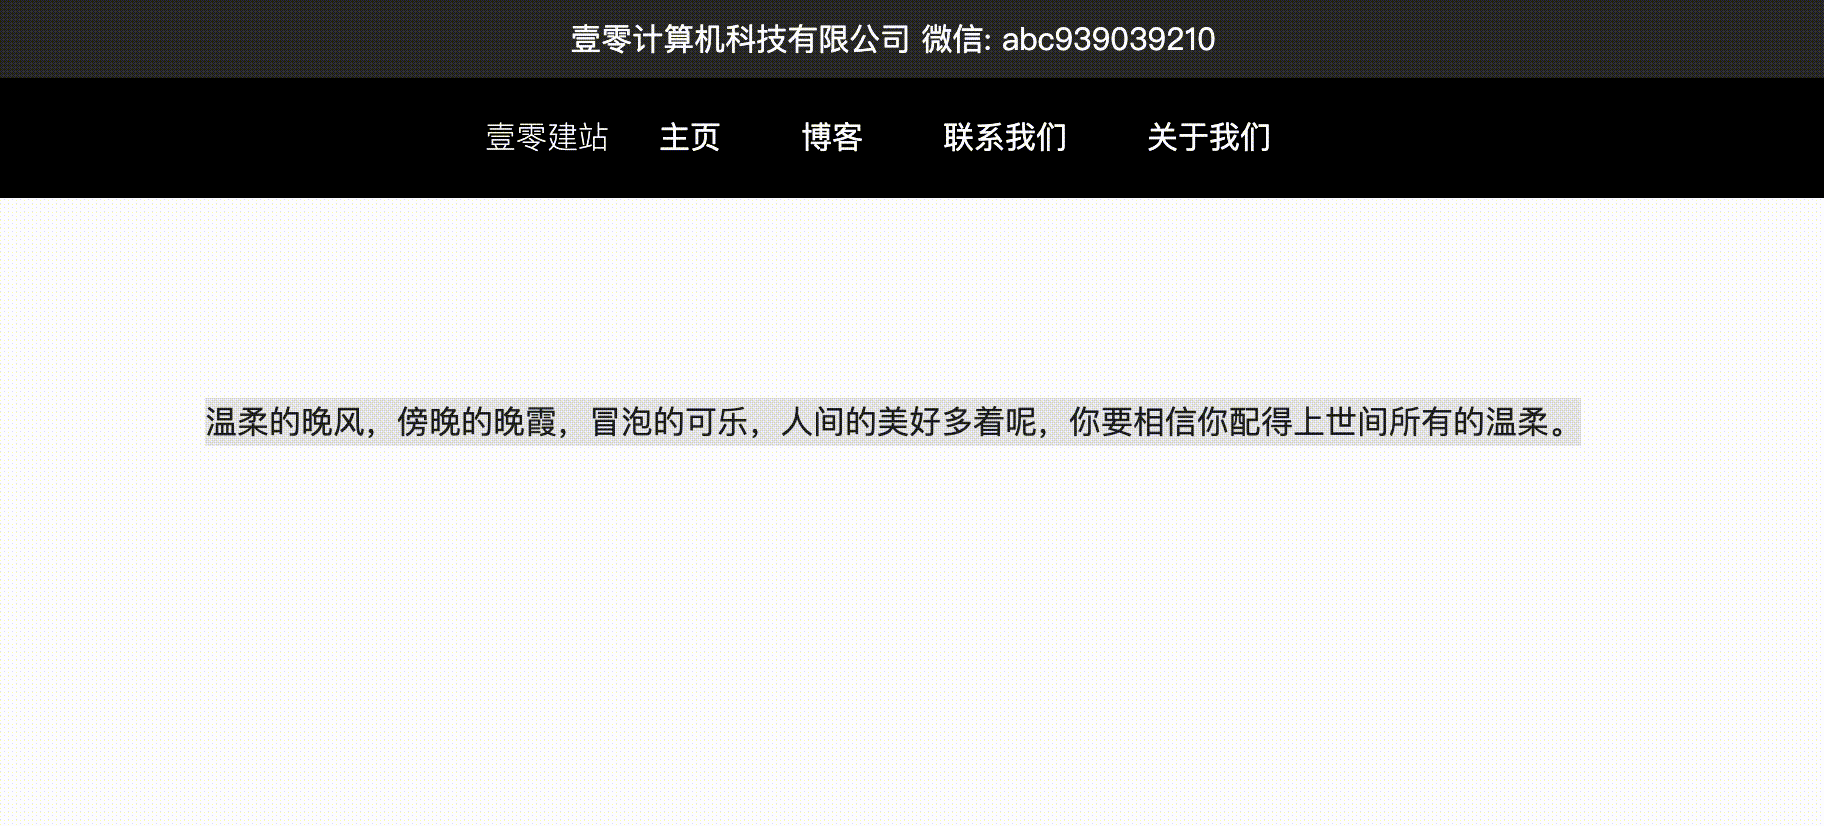 壹零计算机科技有限公司 微信: abc939039210
壹零建站 主页 博客 联系我们 关于我们
温柔的晚风，傍晚的晚霞，冒泡的可乐，人间的美好多着呢，你要相信你配得上世间所有的温柔。